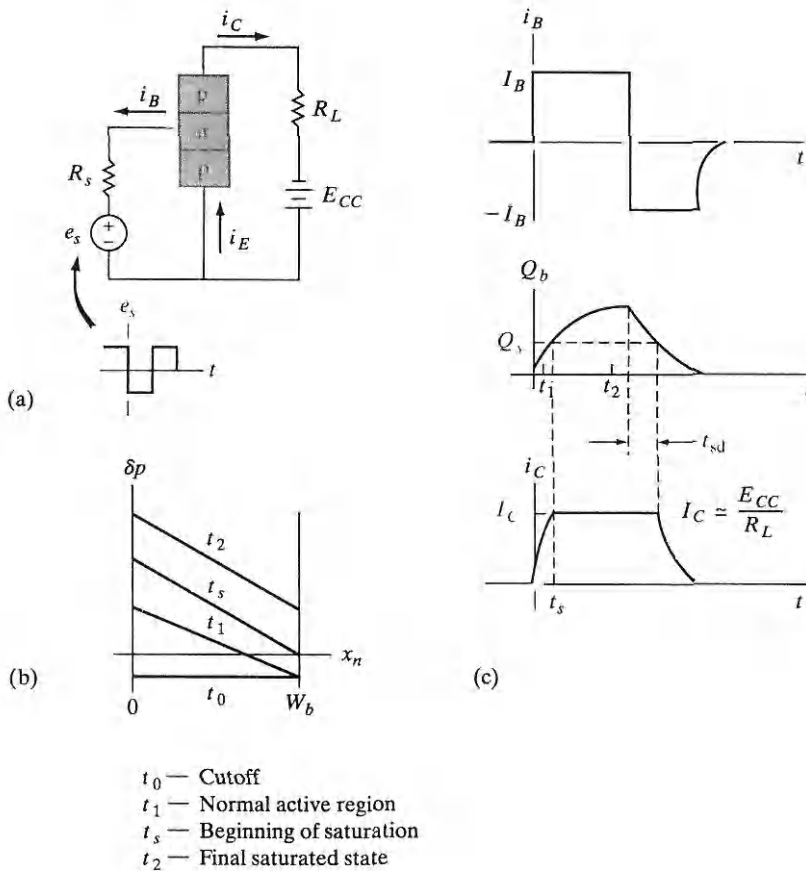 i_C
i_B
p
n
p
R_L
R_s
E_CC
e_s
i_E
e_s
t
(a)
δp
t_2
t_s
t_1
x_n
t_0
0
W_b
(b)
t_0 — Cutoff
t_1 — Normal active region
t_s — Beginning of saturation
t_2 — Final saturated state
i_B
I_B
t
-I_B
Q_b
Q_s
t_1
t_2
t_sd
i_C
I_C
I_C ≃ E_CC / R_L
t_s
t
(c)